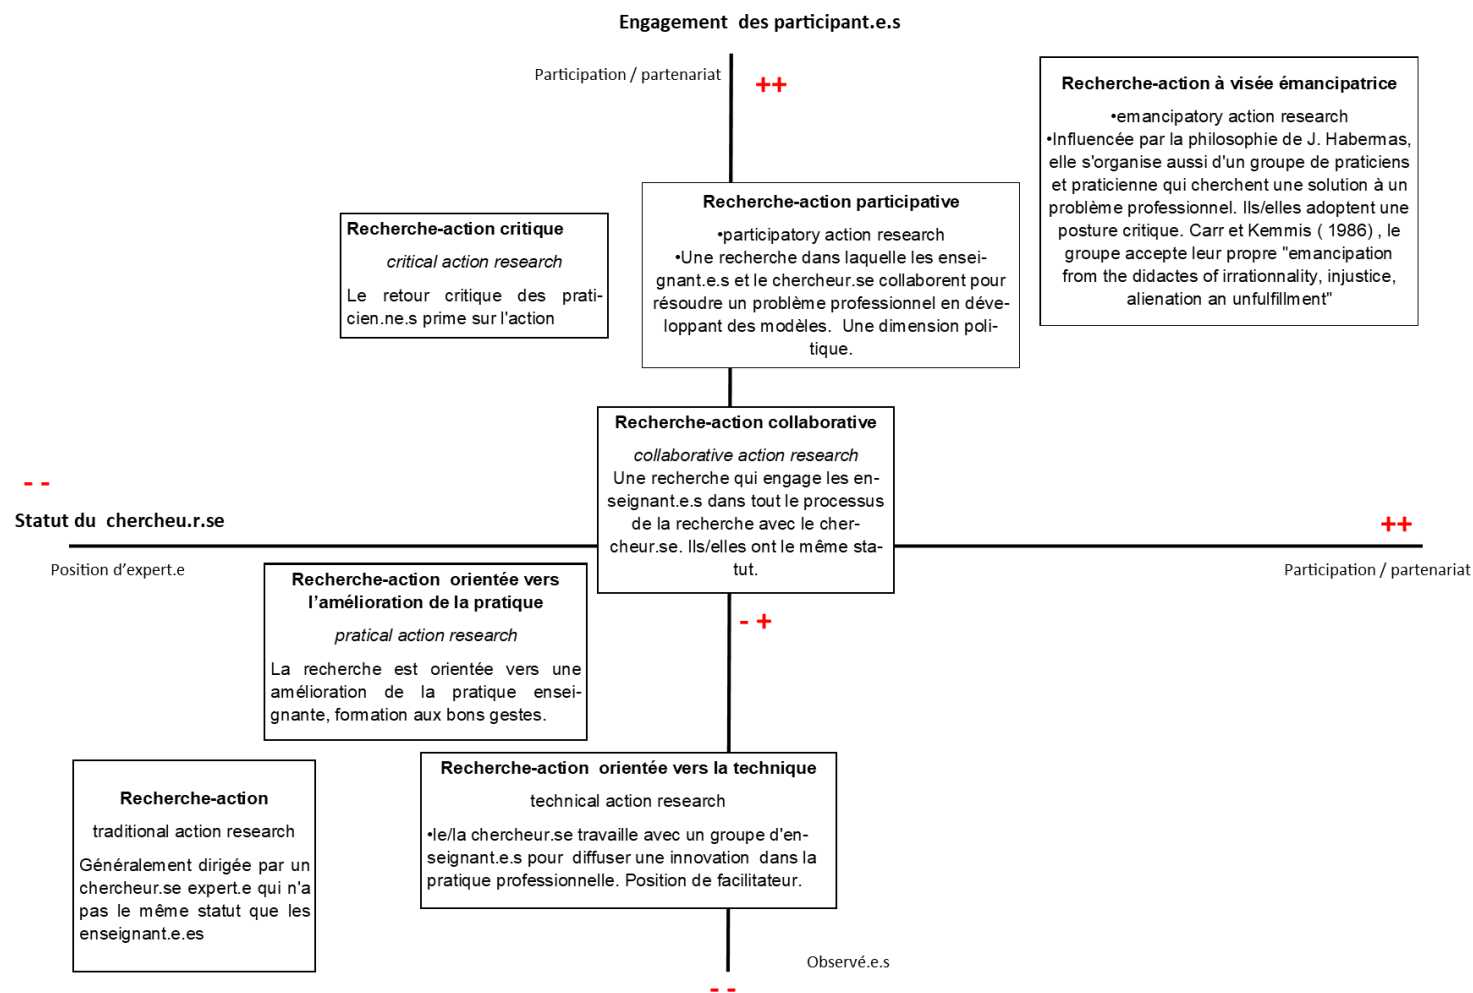 Engagement des participant.e.s
Participation / partenariat
++
Recherche-action à visée émancipatrice
•emancipatory action research
•Influencée par la philosophie de J. Habermas,
elle s'organise aussi d'un groupe de praticiens
et praticienne qui cherchent une solution à un
problème professionnel. Ils/elles adoptent une
posture critique. Carr et Kemmis ( 1986) , le
groupe accepte leur propre "emancipation
from the didactes of irrationnality, injustice,
alienation an unfulfillment"
Recherche-action participative
•participatory action research
•Une recherche dans laquelle les ensei-
gnant.e.s et le chercheur.se collaborent pour
résoudre un problème professionnel en déve-
loppant des modèles. Une dimension poli-
tique.
Recherche-action critique
critical action research
Le retour critique des prati-
cien.ne.s prime sur l'action
Recherche-action collaborative
collaborative action research
Une recherche qui engage les en-
seignant.e.s dans tout le processus
de la recherche avec le cher-
cheur.se. Ils/elles ont le même sta-
tut.
- -
Statut du chercheu.r.se
Position d'expert.e
++
Participation / partenariat
- +
Recherche-action orientée vers
l'amélioration de la pratique
pratical action research
La recherche est orientée vers une
amélioration de la pratique ensei-
gnante, formation aux bons gestes.
Recherche-action orientée vers la technique
technical action research
•le/la chercheur.se travaille avec un groupe d'en-
seignant.e.s pour diffuser une innovation dans la
pratique professionnelle. Position de facilitateur.
Recherche-action
traditional action research
Généralement dirigée par un
chercheur.se expert.e qui n'a
pas le même statut que les
enseignant.e.es
Observé.e.s
- -